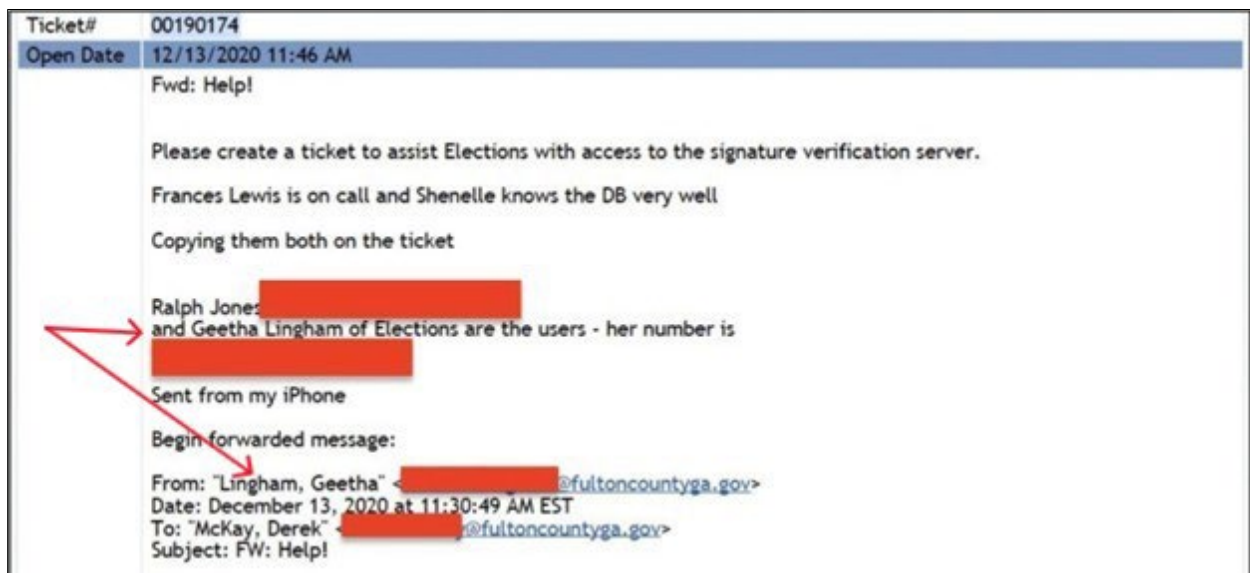 Ticket# 00190174
Open Date 12/13/2020 11:46 AM
Fwd: Help!
Please create a ticket to assist Elections with access to the signature verification server.
Frances Lewis is on call and Shenelle knows the DB very well
Copying them both on the ticket
Ralph Jones
and Geetha Lingham of Elections are the users - her number is
Sent from my iPhone
Begin forwarded message:
From: "Lingham, Geetha" < @fultoncountyga.gov>
Date: December 13, 2020 at 11:30:49 AM EST
To: "McKay, Derek" < @fultoncountyga.gov>
Subject: FW: Help!